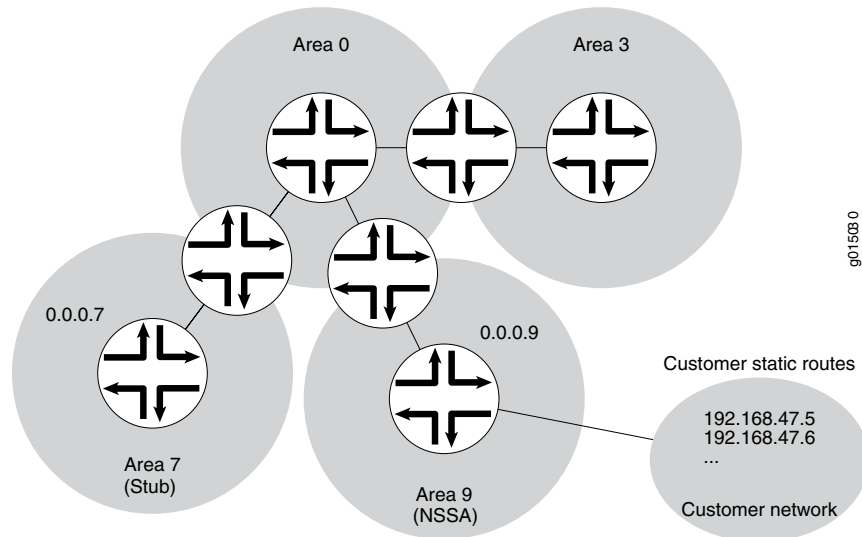 Area 0
Area 3
g015030
0.0.0.7
0.0.0.9
Customer static routes
192.168.47.5
192.168.47.6
...
Area 7
(Stub)
Area 9
(NSSA)
Customer network